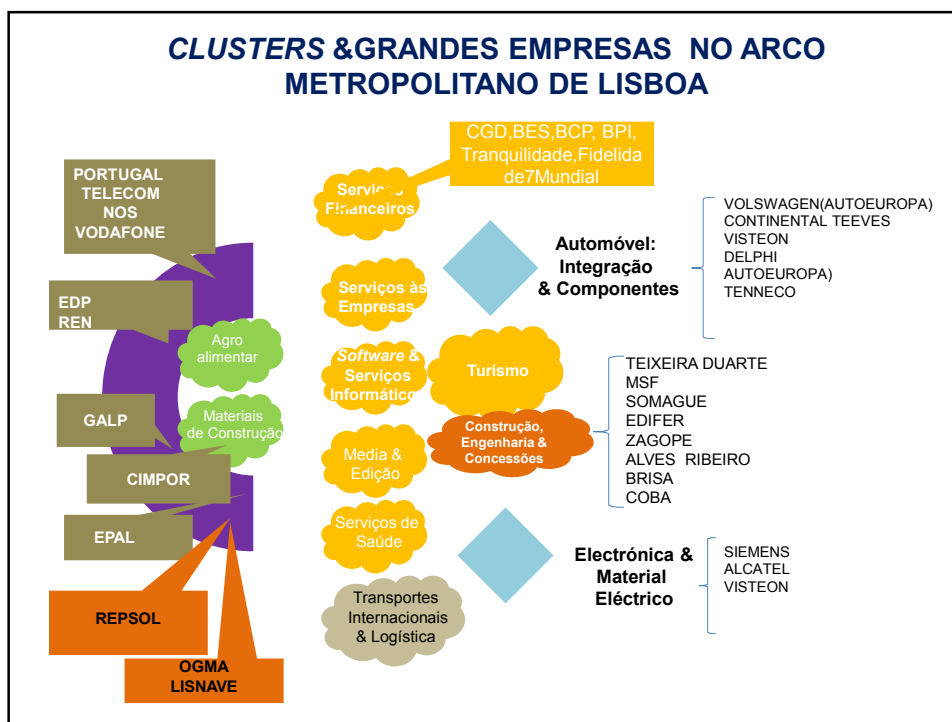 CLUSTERS &GRANDES EMPRESAS NO ARCO
METROPOLITANO DE LISBOA
CGD,BES,BCP, BPI,
Tranquilidade,Fidelida
de7Mundial
PORTUGAL
TELECOM
NOS
VODAFONE
Serviços
Financeiros
VOLSWAGEN(AUTOEUROPA)
CONTINENTAL TEEVES
VISTEON
DELPHI
AUTOEUROPA)
TENNECO
Automóvel:
Integração
& Componentes
EDP
REN
Serviços às
Empresas
Agro
alimentar
Software &
Serviços
Informático
Turismo
TEIXEIRA DUARTE
MSF
SOMAGUE
EDIFER
ZAGOPE
ALVES RIBEIRO
BRISA
COBA
GALP
Materiais
de Construção
Construção,
Engenharia &
Concessões
CIMPOR
Media &
Edição
EPAL
Serviços de
Saúde
Electrónica &
Material
Eléctrico
SIEMENS
ALCATEL
VISTEON
REPSOL
Transportes
Internacionais
& Logística
OGMA
LISNAVE